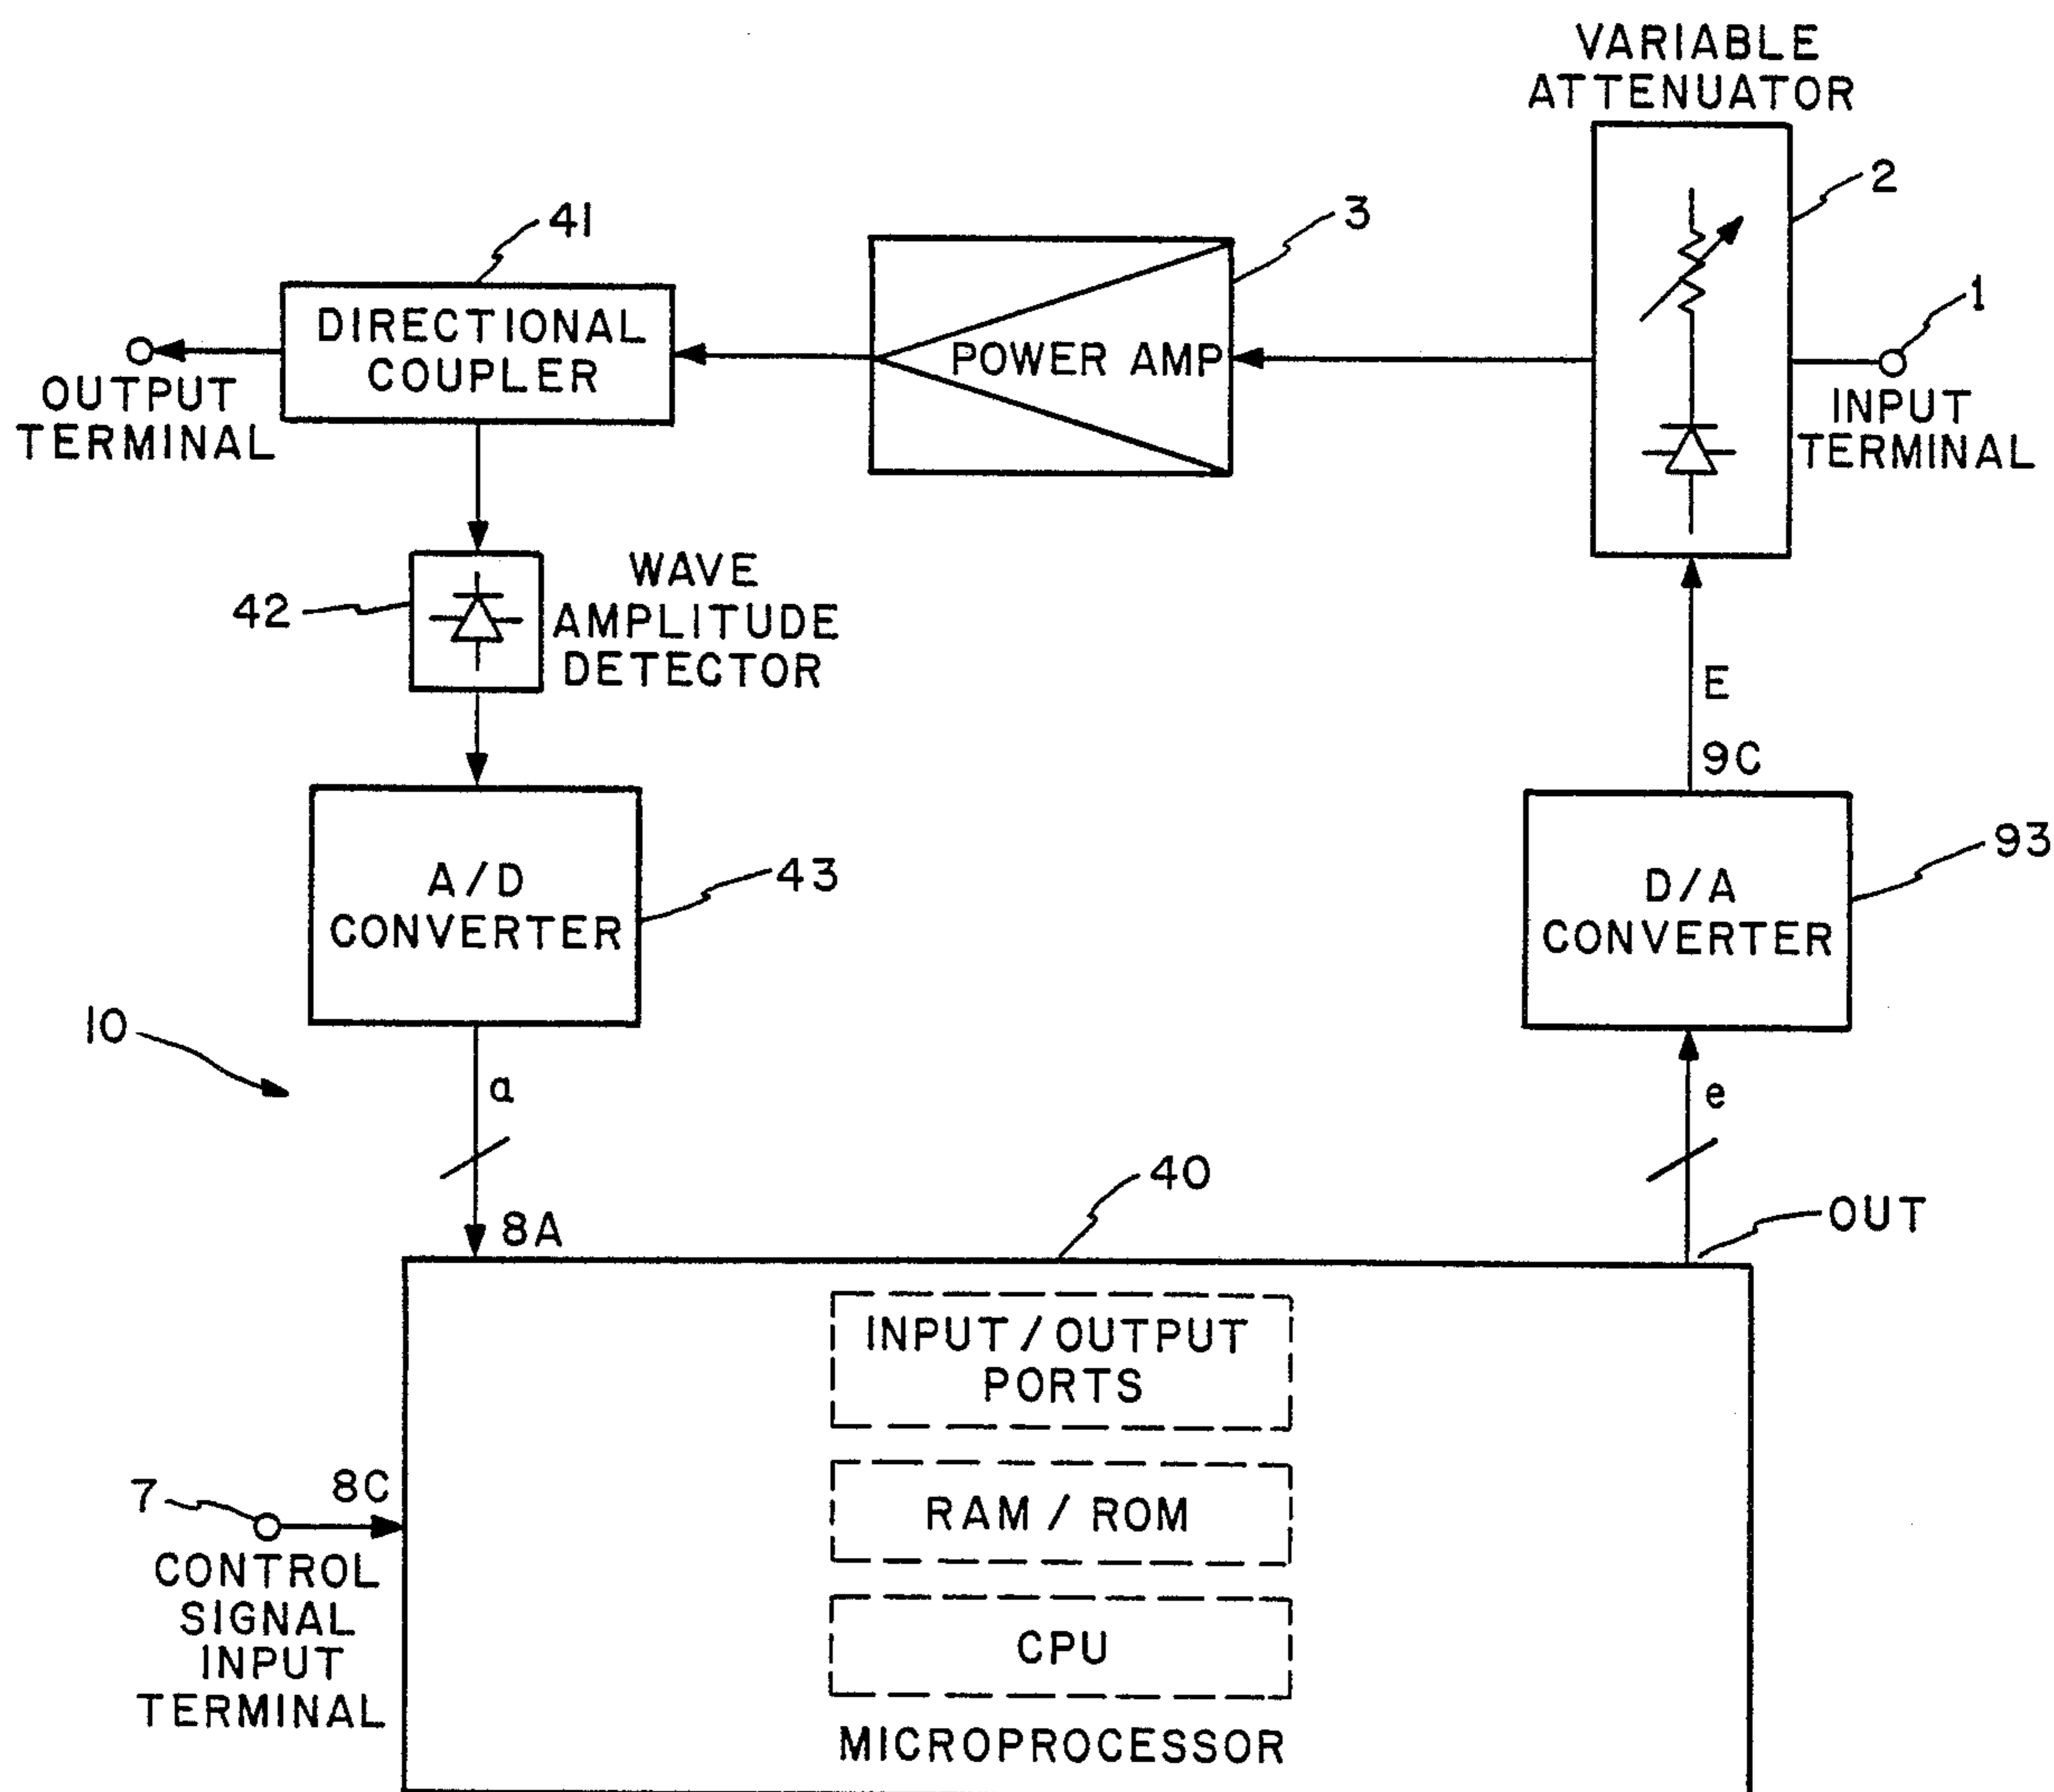 VARIABLE
ATTENUATOR
2
41
3
1
DIRECTIONAL
COUPLER
POWER AMP
OUTPUT
TERMINAL
INPUT
TERMINAL
42
WAVE
AMPLITUDE
DETECTOR
E
9C
A/D
CONVERTER
43
D/A
CONVERTER
93
10
a
e
8A
40
OUT
INPUT / OUTPUT
PORTS
RAM / ROM
CPU
MICROPROCESSOR
7
8C
CONTROL
SIGNAL
INPUT
TERMINAL